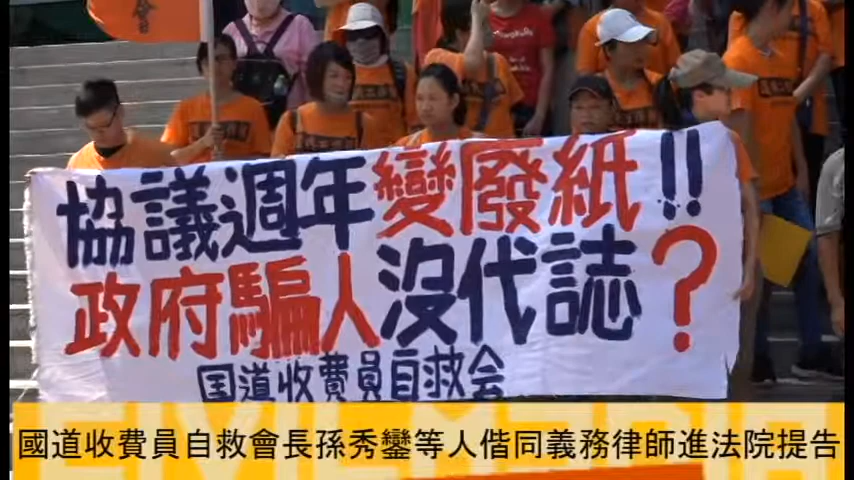 會
協議週年變廢紙!!
政府騙人沒代誌?
国道收費員自救会
國道收費員自救會長孫秀鑾等人偕同義務律師進法院提告